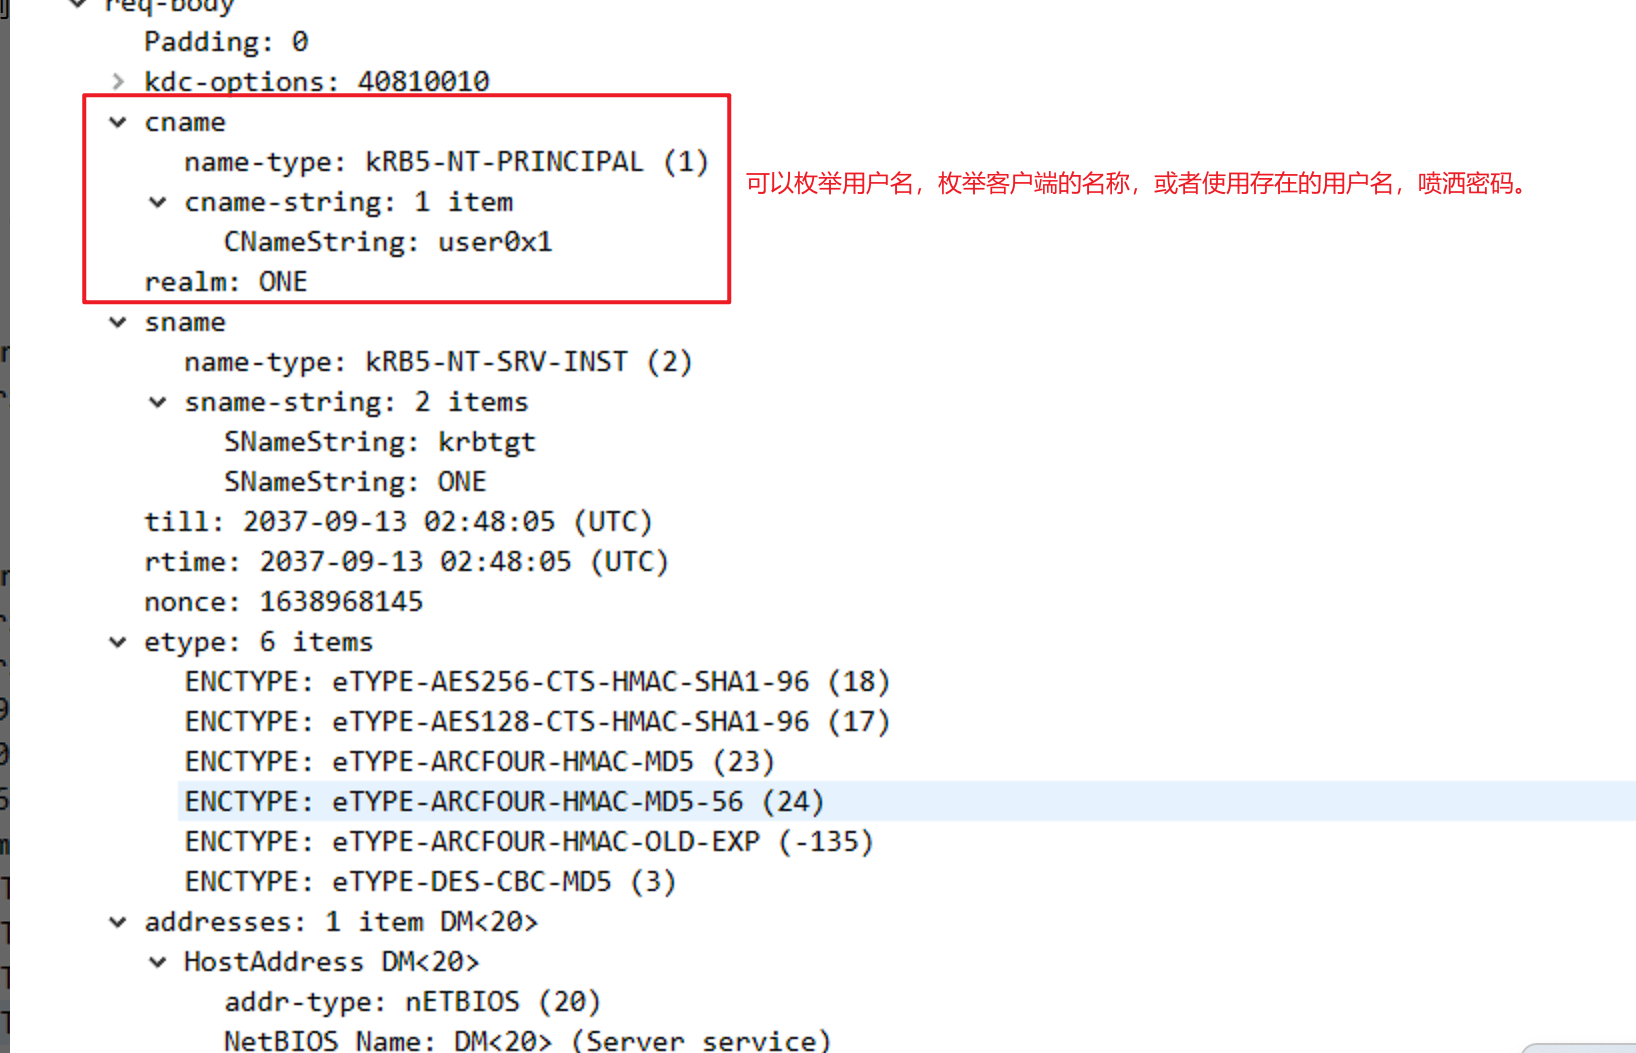 req-body
Padding: 0
kdc-options: 40810010
cname
name-type: kRB5-NT-PRINCIPAL (1)
可以枚举用户名，枚举客户端的名称，或者使用存在的用户名，喷洒密码。
cname-string: 1 item
CNameString: user0x1
realm: ONE
sname
name-type: kRB5-NT-SRV-INST (2)
sname-string: 2 items
SNameString: krbtgt
SNameString: ONE
till: 2037-09-13 02:48:05 (UTC)
rtime: 2037-09-13 02:48:05 (UTC)
nonce: 1638968145
etype: 6 items
ENCTYPE: eTYPE-AES256-CTS-HMAC-SHA1-96 (18)
ENCTYPE: eTYPE-AES128-CTS-HMAC-SHA1-96 (17)
ENCTYPE: eTYPE-ARCFOUR-HMAC-MD5 (23)
ENCTYPE: eTYPE-ARCFOUR-HMAC-MD5-56 (24)
ENCTYPE: eTYPE-ARCFOUR-HMAC-OLD-EXP (-135)
ENCTYPE: eTYPE-DES-CBC-MD5 (3)
addresses: 1 item DM<20>
HostAddress DM<20>
addr-type: nETBIOS (20)
NetBIOS Name: DM<20> (Server service)